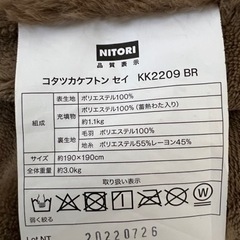 NITORI
品質表示
コタツカケフトン セイ KK2209 BR
組成 表生地 ポリエステル100%
充填物 ポリエステル100% (蓄熱わた入り)
約1.1kg
裏生地 毛羽 ポリエステル100%
地糸 ポリエステル55%レーヨン45%
サイズ 約190×190cm
全体重量 約3.0kg
取り扱い表示
弱く絞る
Lot NT 20220726